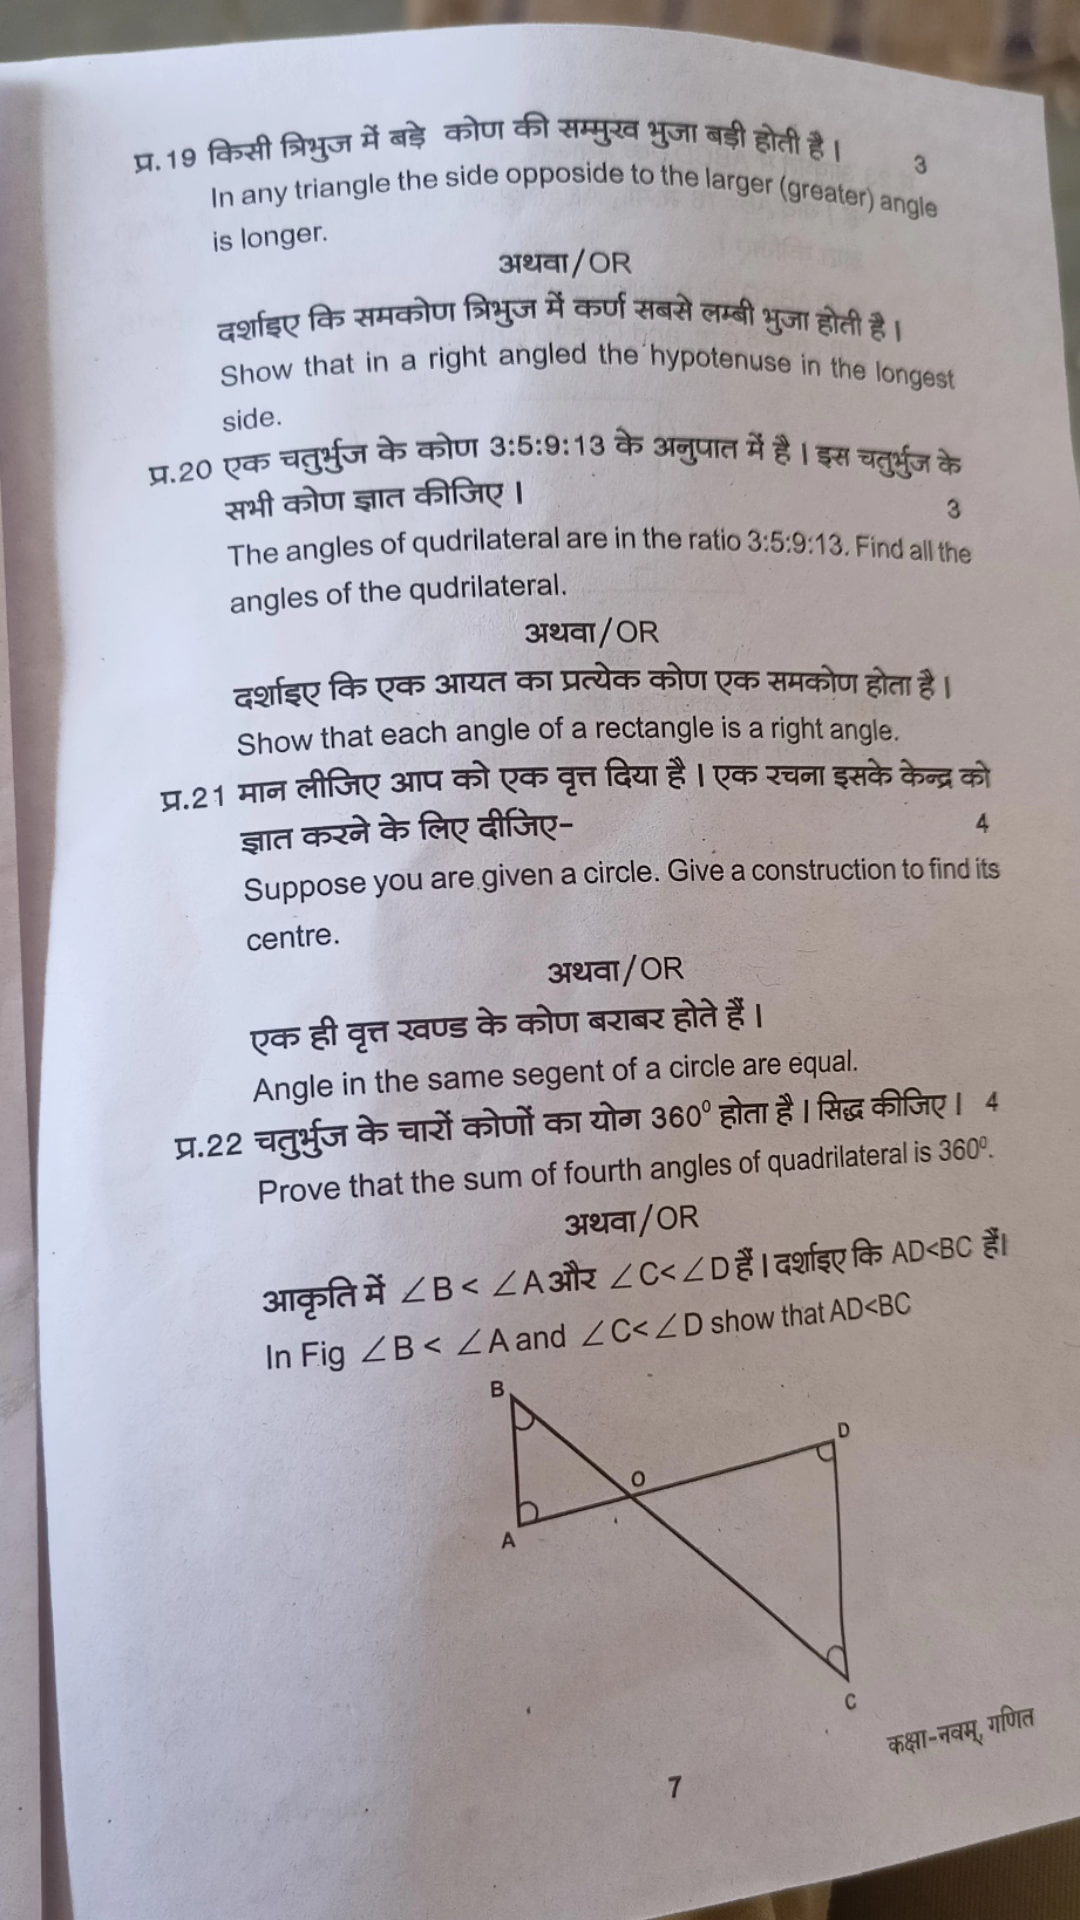 प्र.19 किसी त्रिभुज में बड़े कोण की सम्मुख भुजा बड़ी होती है। 3
In any triangle the side opposide to the larger (greater) angle
is longer.
अथवा/OR
दर्शाइए कि समकोण त्रिभुज में कर्ण सबसे लम्बी भुजा होती है।
Show that in a right angled the hypotenuse in the longest
side.
प्र.20 एक चतुर्भुज के कोण 3:5:9:13 के अनुपात में है। इस चतुर्भुज के
सभी कोण ज्ञात कीजिए। 3
The angles of qudrilateral are in the ratio 3:5:9:13. Find all the
angles of the qudrilateral.
अथवा/OR
दर्शाइए कि एक आयत का प्रत्येक कोण एक समकोण होता है।
Show that each angle of a rectangle is a right angle.
प्र.21 मान लीजिए आप को एक वृत्त दिया है। एक रचना इसके केन्द्र को
ज्ञात करने के लिए दीजिए- 4
Suppose you are given a circle. Give a construction to find its
centre.
अथवा/OR
एक ही वृत्त खण्ड के कोण बराबर होते हैं।
Angle in the same segent of a circle are equal.
प्र.22 चतुर्भुज के चारों कोणों का योग 360⁰ होता है। सिद्ध कीजिए। 4
Prove that the sum of fourth angles of quadrilateral is 360⁰.
अथवा/OR
आकृति में ∠B < ∠A और ∠C< ∠D हैं। दर्शाइए कि AD<BC हैं।
In Fig ∠B < ∠A and ∠C< ∠D show that AD<BC
B
D
O
A
C
कक्षा-नवम्, गणित
7